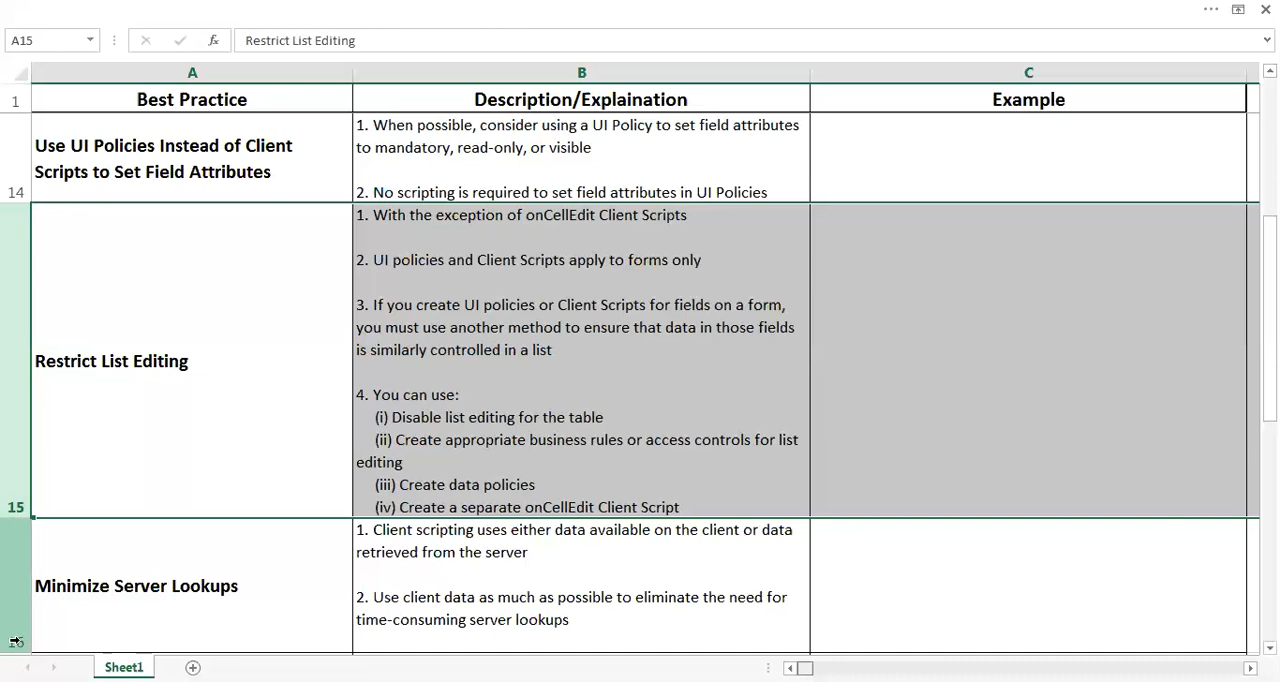 A15
fx
Restrict List Editing
A
B
C
1
Best Practice
Description/Explaination
Example
Use UI Policies Instead of Client
Scripts to Set Field Attributes
1. When possible, consider using a UI Policy to set field attributes
to mandatory, read-only, or visible
2. No scripting is required to set field attributes in UI Policies
14
Restrict List Editing
1. With the exception of onCellEdit Client Scripts
2. UI policies and Client Scripts apply to forms only
3. If you create UI policies or Client Scripts for fields on a form,
you must use another method to ensure that data in those fields
is similarly controlled in a list
4. You can use:
(i) Disable list editing for the table
(ii) Create appropriate business rules or access controls for list
editing
(iii) Create data policies
(iv) Create a separate onCellEdit Client Script
15
Minimize Server Lookups
1. Client scripting uses either data available on the client or data
retrieved from the server
2. Use client data as much as possible to eliminate the need for
time-consuming server lookups
16
Sheet1